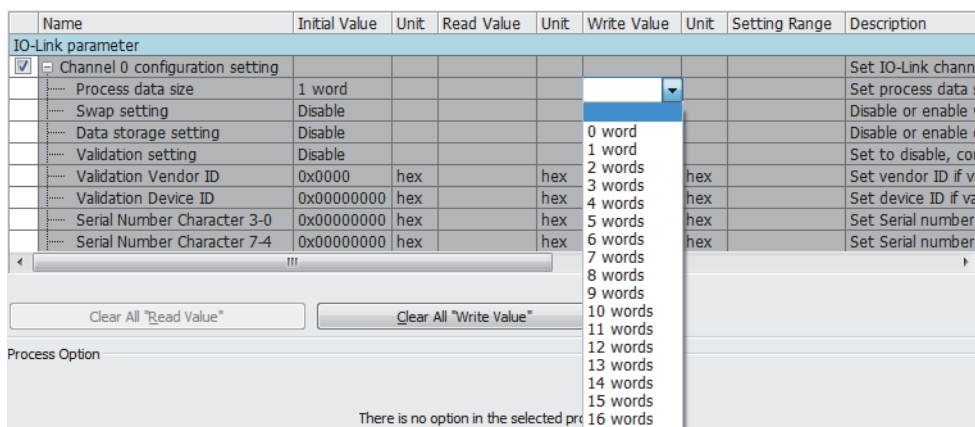 Name Initial Value Unit Read Value Unit Write Value Unit Setting Range Description
IO-Link parameter
Channel 0 configuration setting Set IO-Link
Process data size 1 word Set process data
Swap setting Disable Disable or enable
Data storage setting Disable Disable or enable
Validation setting Disable Set to disable,
Validation Vendor ID 0x0000 hex hex hex Set vendor ID if
Validation Device ID 0x00000000 hex hex hex Set device ID if
Serial Number Character 3-0 0x00000000 hex hex hex Set Serial number
Serial Number Character 7-4 0x00000000 hex hex hex Set Serial number
0 word
1 word
2 words
3 words
4 words
5 words
6 words
7 words
8 words
9 words
10 words
11 words
12 words
13 words
14 words
15 words
16 words
Clear All "Read Value" Clear All "Write Value"
Process Option
There is no option in the selected